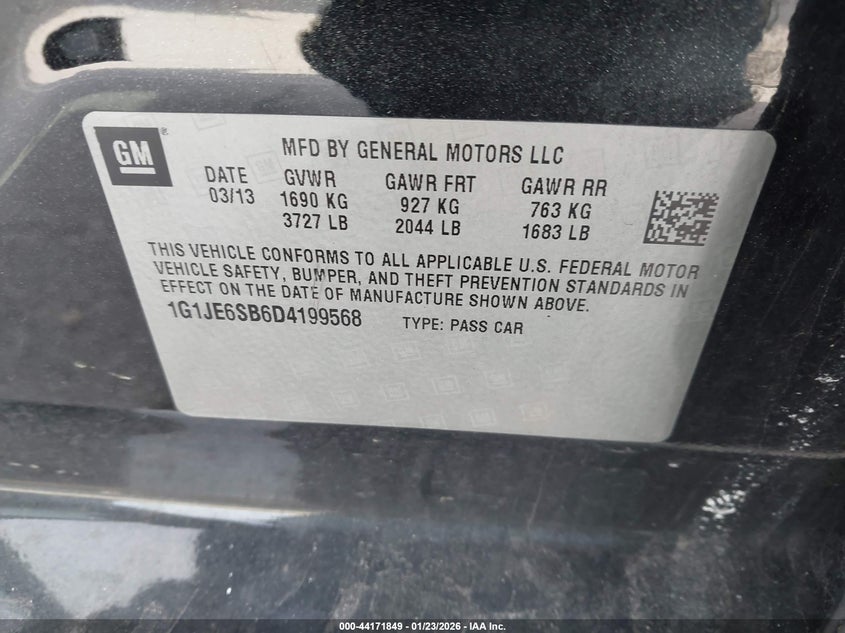 GM
MFD BY GENERAL MOTORS LLC
DATE GVWR GAWR FRT GAWR RR
03/13 1690 KG 927 KG 763 KG
3727 LB 2044 LB 1683 LB
THIS VEHICLE CONFORMS TO ALL APPLICABLE U.S. FEDERAL MOTOR
VEHICLE SAFETY, BUMPER, AND THEFT PREVENTION STANDARDS IN
EFFECT ON THE DATE OF MANUFACTURE SHOWN ABOVE.
1G1JE6SB6D4199568 TYPE: PASS CAR
000-44171849 - 01/23/2026 - IAA Inc.